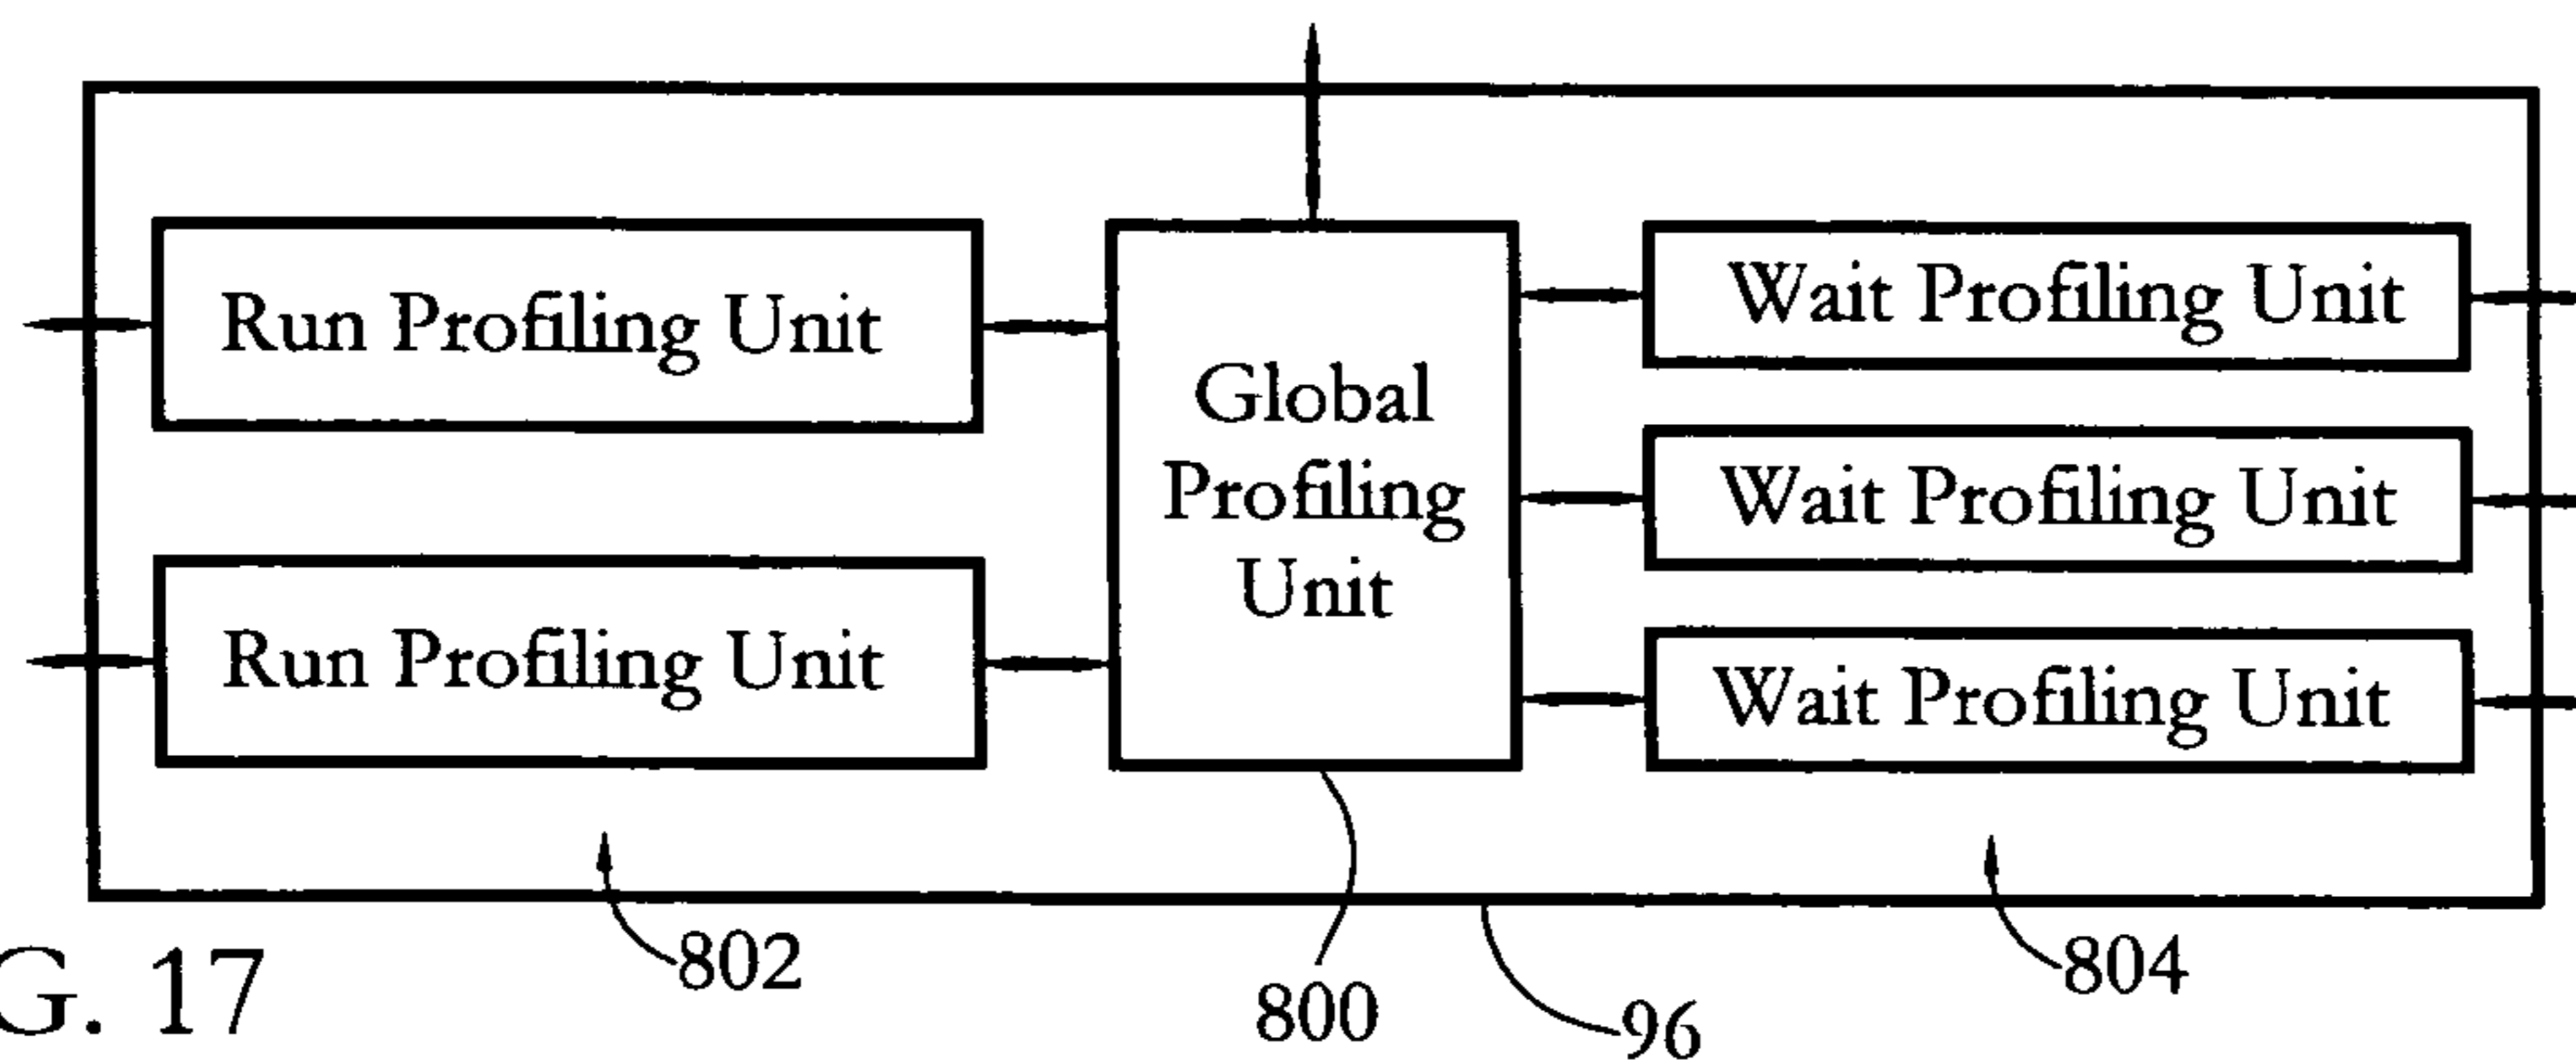 Run Profiling Unit
Run Profiling Unit
Global
Profiling
Unit
Wait Profiling Unit
Wait Profiling Unit
Wait Profiling Unit
802
800
96
804
G. 17